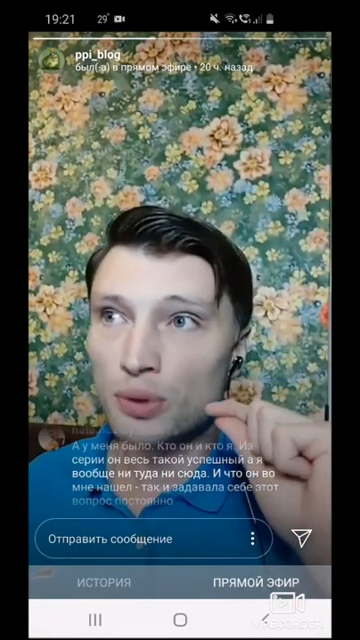 19:21 29°
ppi_blog
был(-а) в прямом эфире • 20 ч. назад
А у меня было. Кто он и кто я. Из
серии он весь такой успешный а я
вообще ни туда ни сюда. И что он во
мне нашел - так и задавала себе этот
вопрос постоянно
Отправить сообщение
ИСТОРИЯ ПРЯМОЙ ЭФИР
RECORDER